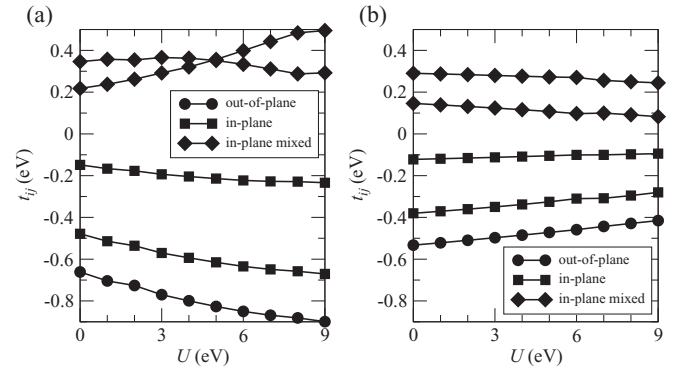 (a)
0.4
0.2
0
-0.2
-0.4
-0.6
-0.8
t_ij (eV)
out-of-plane
in-plane
in-plane mixed
0 3 6 9
U (eV)
(b)
0.4
0.2
0
-0.2
-0.4
-0.6
-0.8
t_ij (eV)
out-of-plane
in-plane
in-plane mixed
0 3 6 9
U (eV)